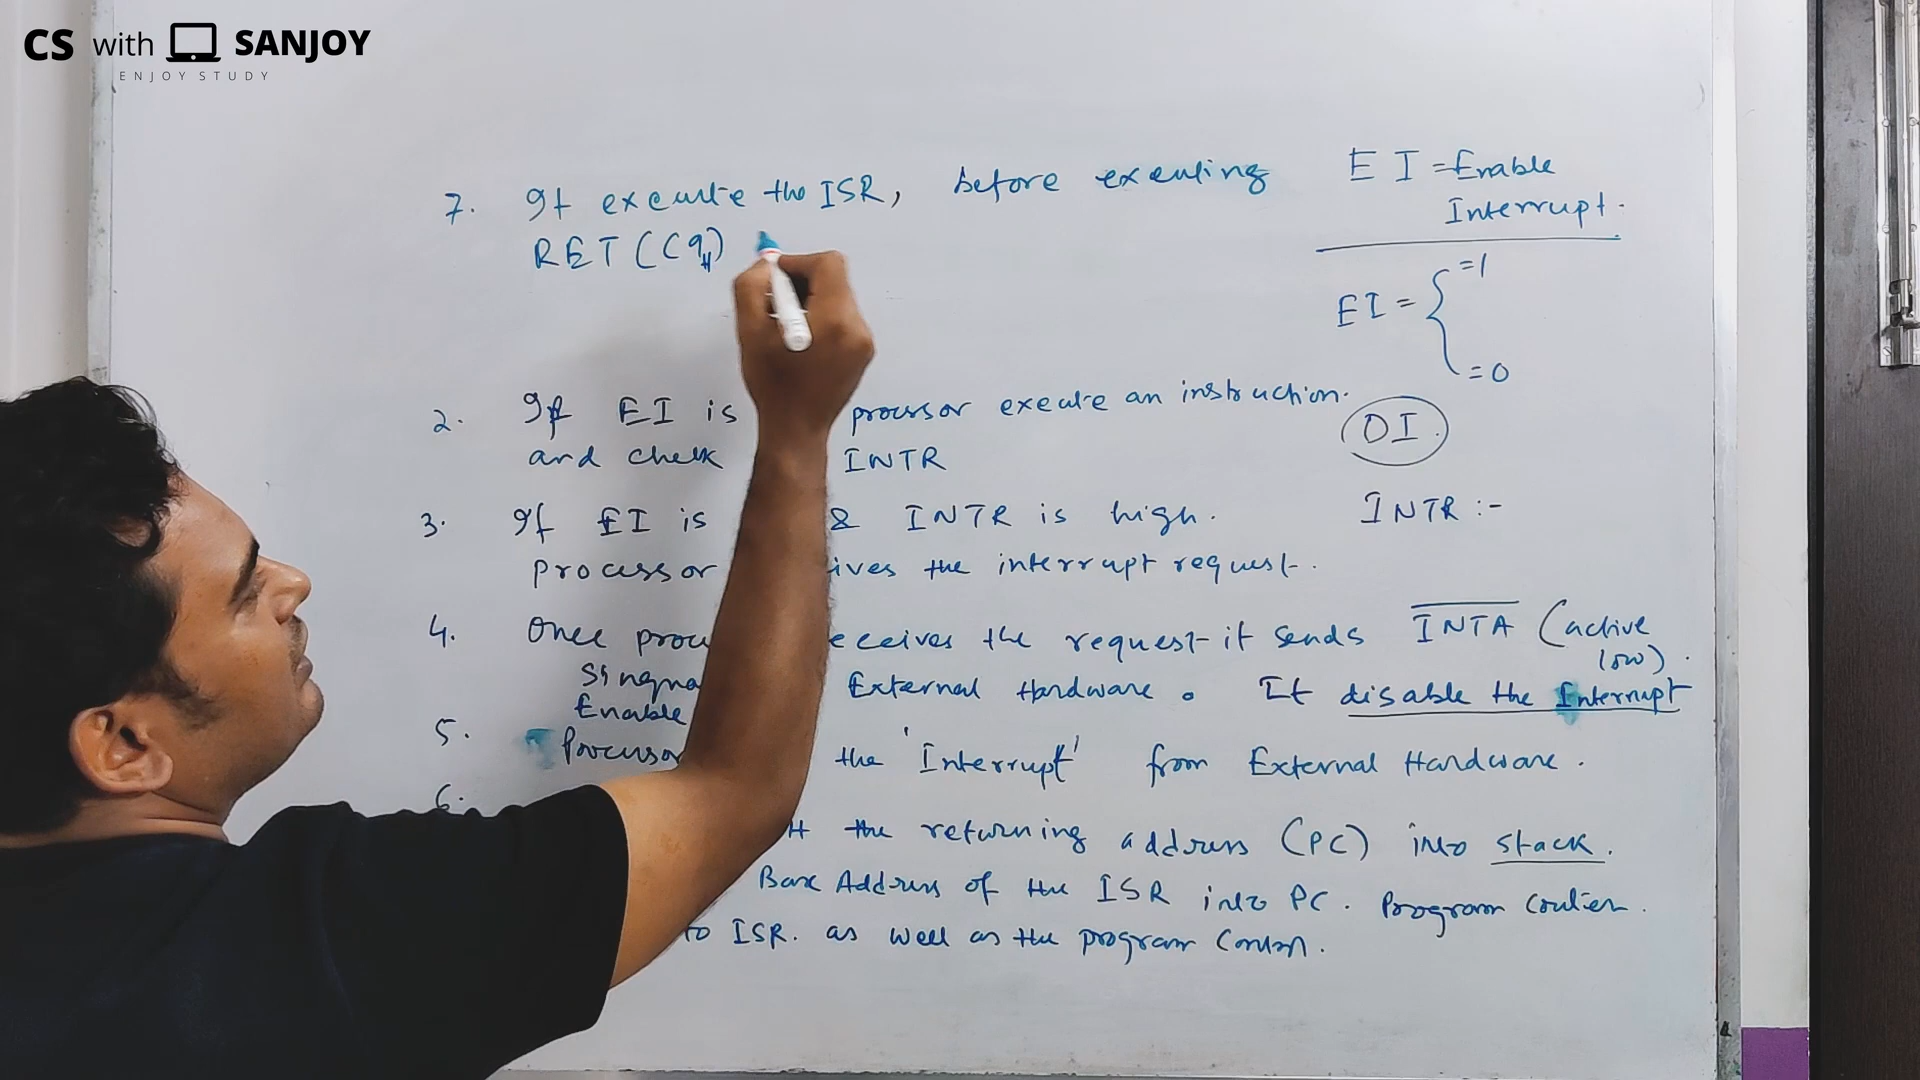 CS with SANJOY
ENJOY STUDY
7. If execute the ISR, before executing
RET (C9H)
EI = Enable
Interrupt.
EI = { =1
=0
2. If EI is processor execute an instruction.
and check INTR
DI.
3. If EI is & INTR is high.
processor ives the interrupt request.
INTR :-
4. Once proce eceives the request it sends INTA (active
low).
Singna External Hardware. It disable the Interrupt
Enable
5. Processor the 'Interrupt' from External Hardware.
6.
the returning address (PC) into stack.
Base Address of the ISR into PC. Program counter.
to ISR. as well as the program